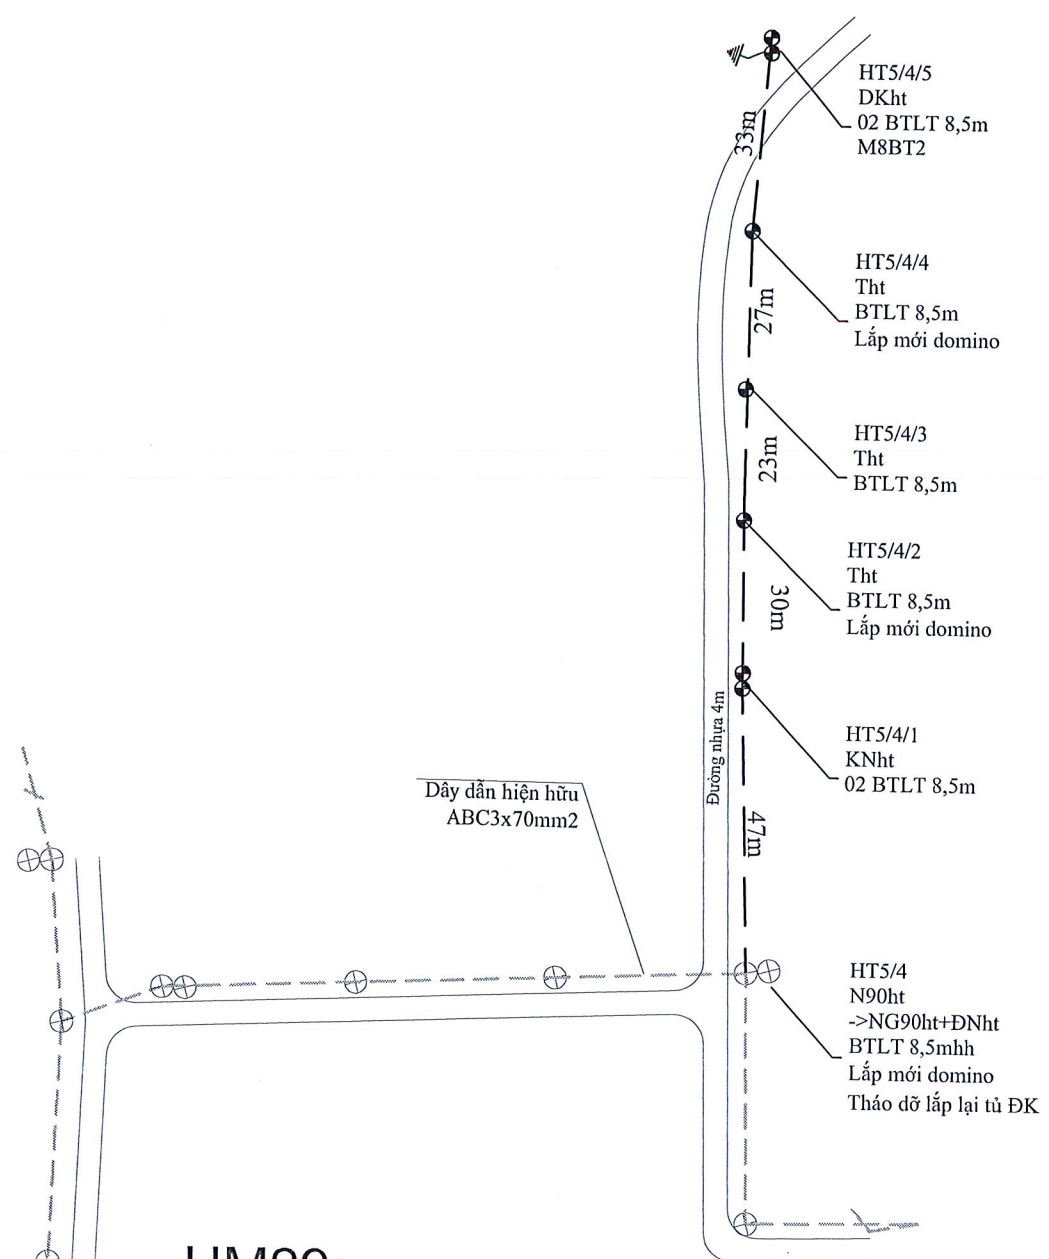 HT5/4/5
DKht
02 BTLT 8,5m
M8BT2
33m
HT5/4/4
Tht
BTLT 8,5m
Lắp mới domino
27m
HT5/4/3
Tht
BTLT 8,5m
23m
HT5/4/2
Tht
BTLT 8,5m
Lắp mới domino
30m
HT5/4/1
KNht
02 BTLT 8,5m
Đường nhựa 4m
Dây dẫn hiện hữu
ABC3x70mm2
47m
HT5/4
N90ht
->NG90ht+ĐNht
BTLT 8,5mhh
Lắp mới domino
Tháo dỡ lắp lại tủ ĐK